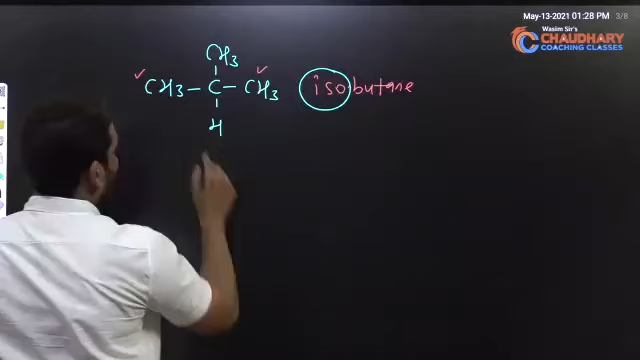 May-13-2021 01:28 PM 3/8
Wasim Sir's
CHAUDHARY
COACHING CLASSES
CH3
CH3 – C – CH3 isobutane
H